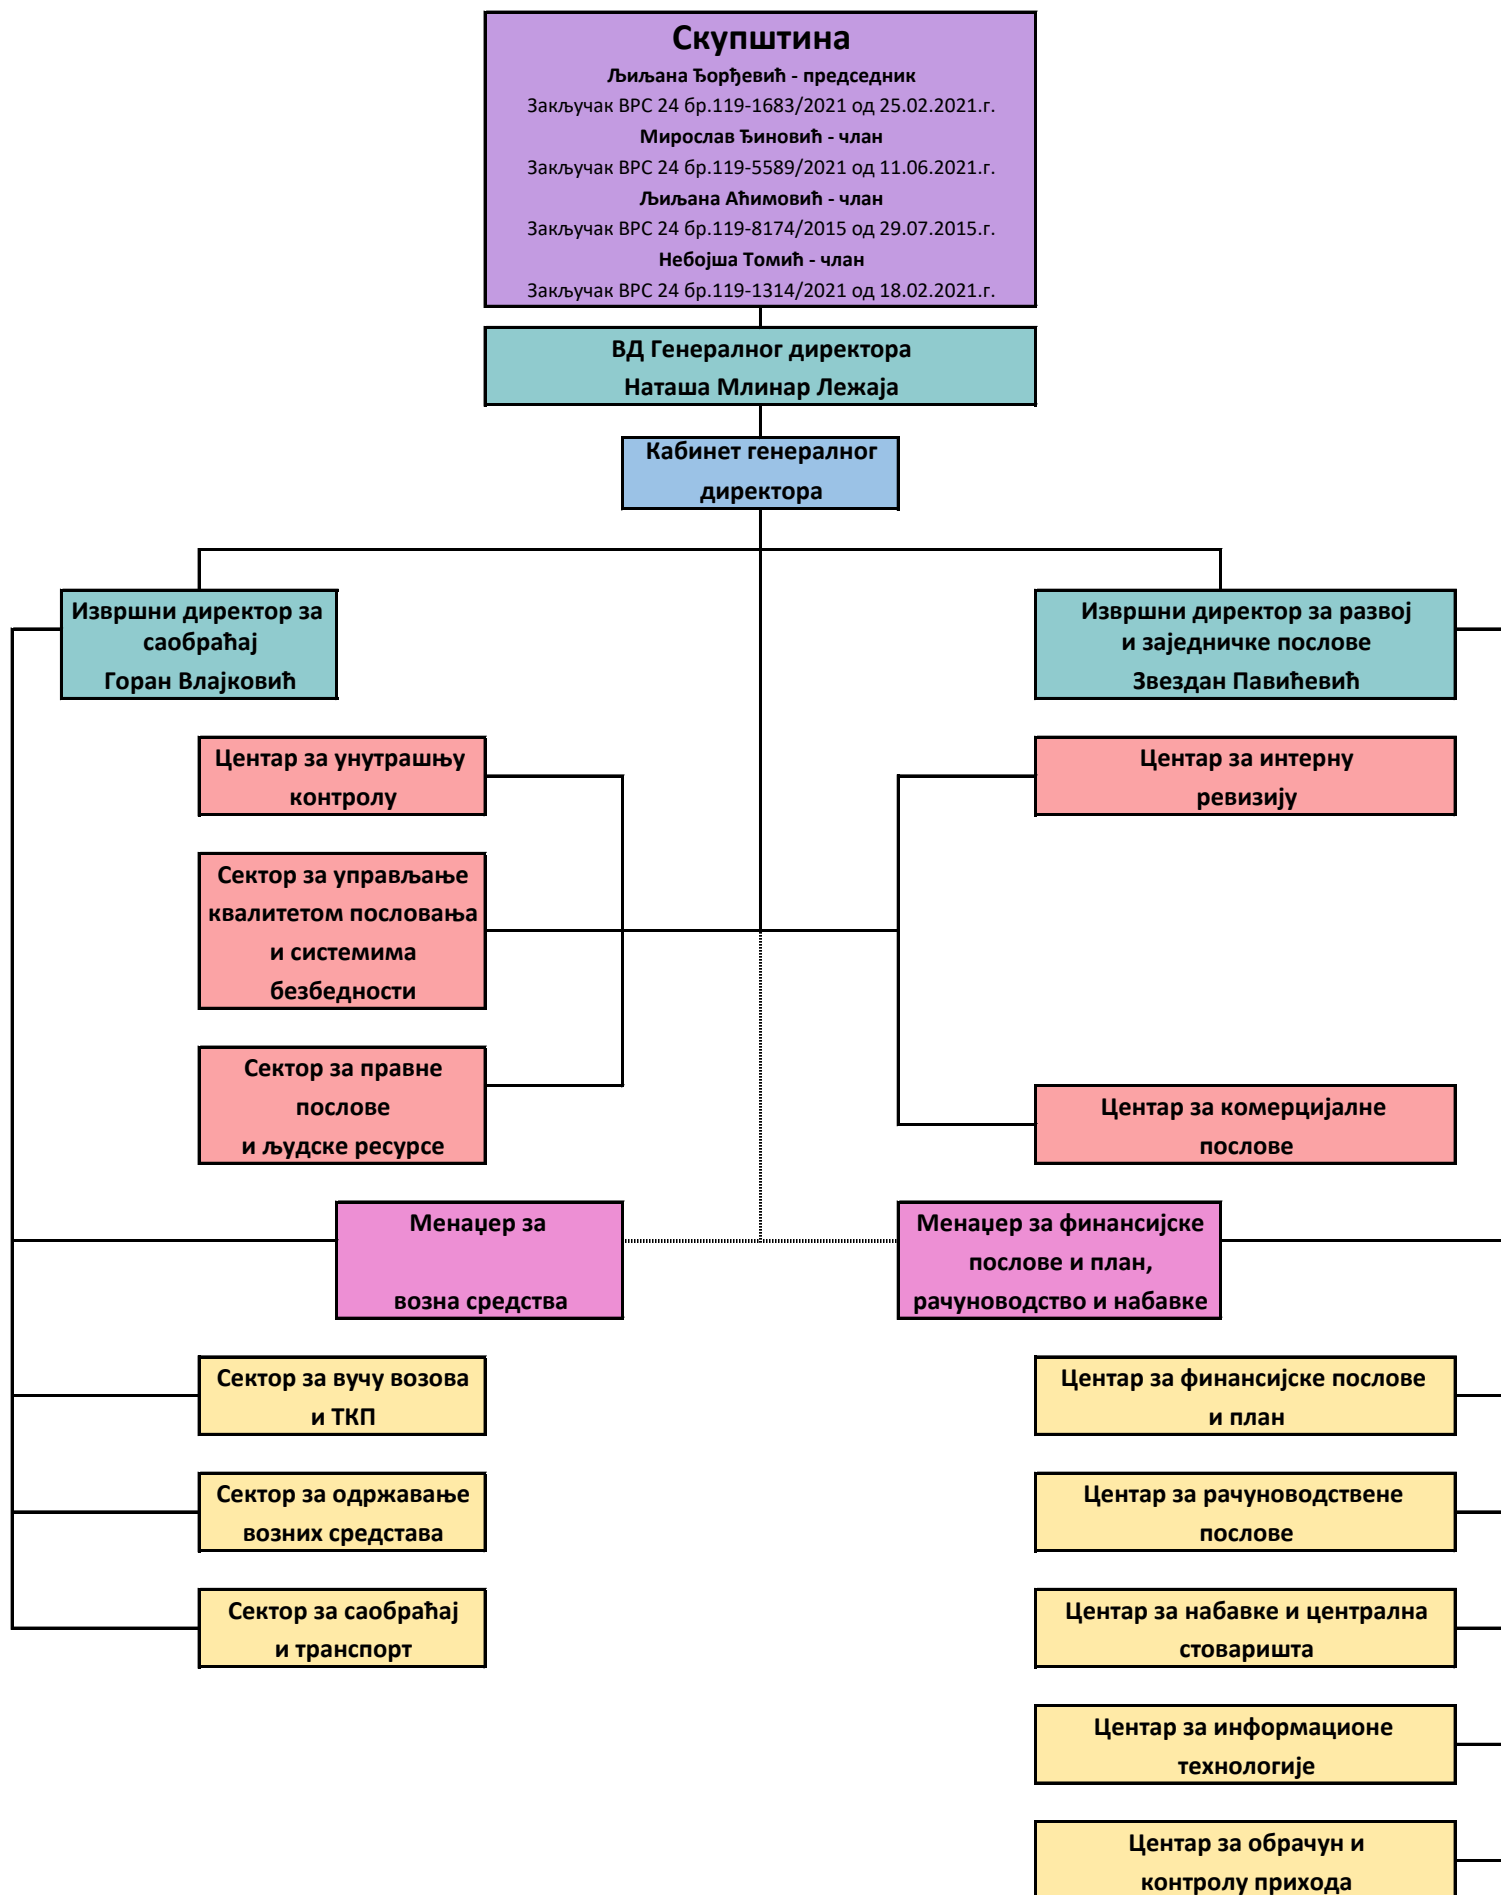 Скупштина
Љиљана Ђорђевић - председник
Закључак ВРС 24 бр.119-1683/2021 од 25.02.2021.г.
Мирослав Ђиновић - члан
Закључак ВРС 24 бр.119-5589/2021 од 11.06.2021.г.
Љиљана Аћимовић - члан
Закључак ВРС 24 бр.119-8174/2015 од 29.07.2015.г.
Небојша Томић - члан
Закључак ВРС 24 бр.119-1314/2021 од 18.02.2021.г.
ВД Генералног директора
Наташа Млинар Лежаја
Кабинет генералног
директора
Извршни директор за
саобраћај
Горан Влајковић
Извршни директор за развој
и заједничке послове
Звездан Павићевић
Центар за унутрашњу
контролу
Центар за интерну
ревизију
Сектор за управљање
квалитетом пословања
и системима
безбедности
Сектор за правне
послове
и људске ресурсе
Центар за комерцијалне
послове
Менаџер за
возна средства
Менаџер за финансијске
послове и план,
рачуноводство и набавке
Сектор за вучу возова
и ТКП
Центар за финансијске послове
и план
Сектор за одржавање
возних средстава
Центар за рачуноводствене
послове
Сектор за саобраћај
и транспорт
Центар за набавке и централна
стоваришта
Центар за информационе
технологије
Центар за обрачун и
контролу прихода